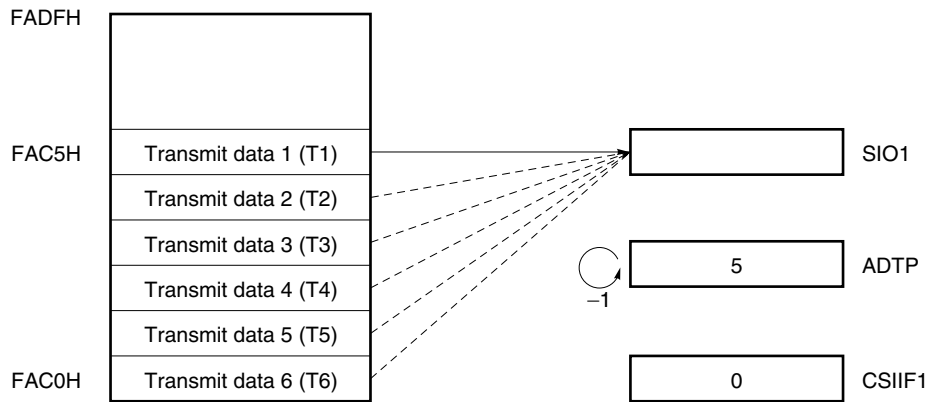 FADFH
FAC5H Transmit data 1 (T1) SIO1
Transmit data 2 (T2)
Transmit data 3 (T3) 5 ADTP
Transmit data 4 (T4) −1
Transmit data 5 (T5)
FAC0H Transmit data 6 (T6) 0 CSIIF1